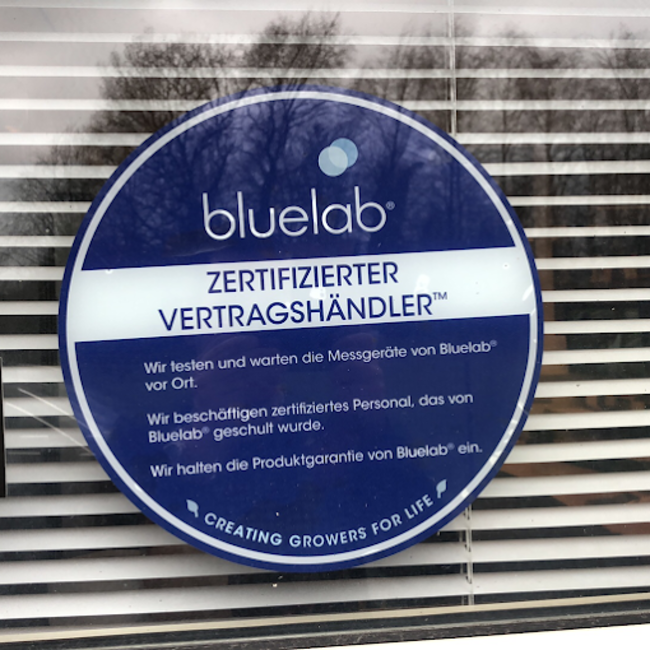 bluelab®
ZERTIFIZIERTER
VERTRAGSHÄNDLER™
Wir testen und warten die Messgeräte von Bluelab®
vor Ort.
Wir beschäftigen zertifiziertes Personal, das von
Bluelab® geschult wurde.
Wir halten die Produktgarantie von Bluelab® ein.
CREATING GROWERS FOR LIFE